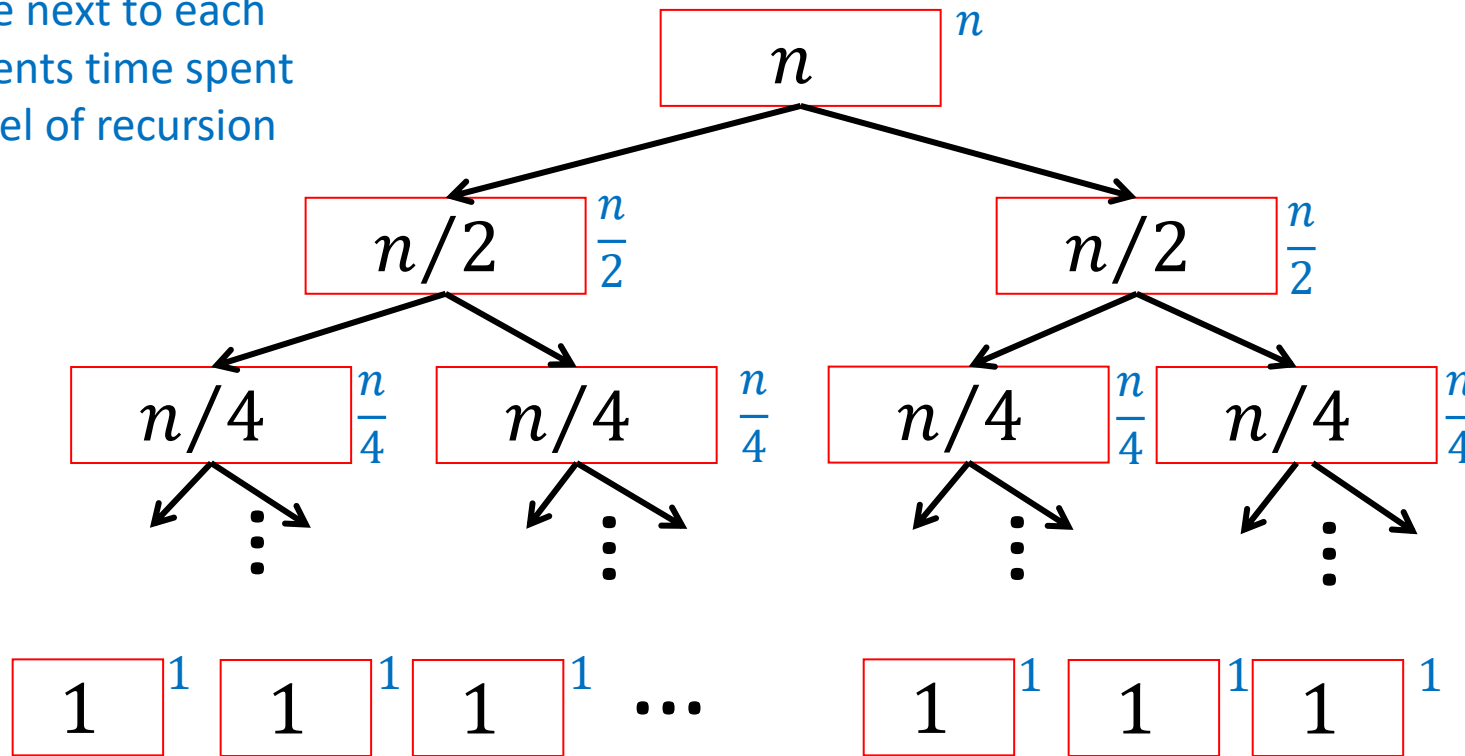 e next to each
ents time spent
el of recursion
n n
n/2 n/2 n/2 n/2
n/4 n/4 n/4 n/4 n/4 n/4 n/4 n/4
1 1 1 1 1 1 ... 1 1 1 1 1 1